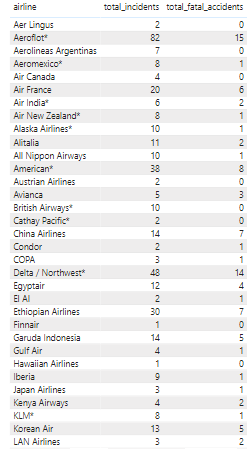 airline total_incidents total_fatal_accidents
Aer Lingus 2 0
Aeroflot* 82 15
Aerolineas Argentinas 7 0
Aeromexico* 8 1
Air Canada 4 0
Air France 20 6
Air India* 6 2
Air New Zealand* 8 1
Alaska Airlines* 10 1
Alitalia 11 2
All Nippon Airways 10 1
American* 38 8
Austrian Airlines 2 0
Avianca 5 3
British Airways* 10 0
Cathay Pacific* 2 0
China Airlines 14 7
Condor 2 1
COPA 3 1
Delta / Northwest* 48 14
Egyptair 12 4
El Al 2 1
Ethiopian Airlines 30 7
Finnair 1 0
Garuda Indonesia 14 5
Gulf Air 4 1
Hawaiian Airlines 1 0
Iberia 9 1
Japan Airlines 3 1
Kenya Airways 4 2
KLM* 8 1
Korean Air 13 5
LAN Airlines 3 2